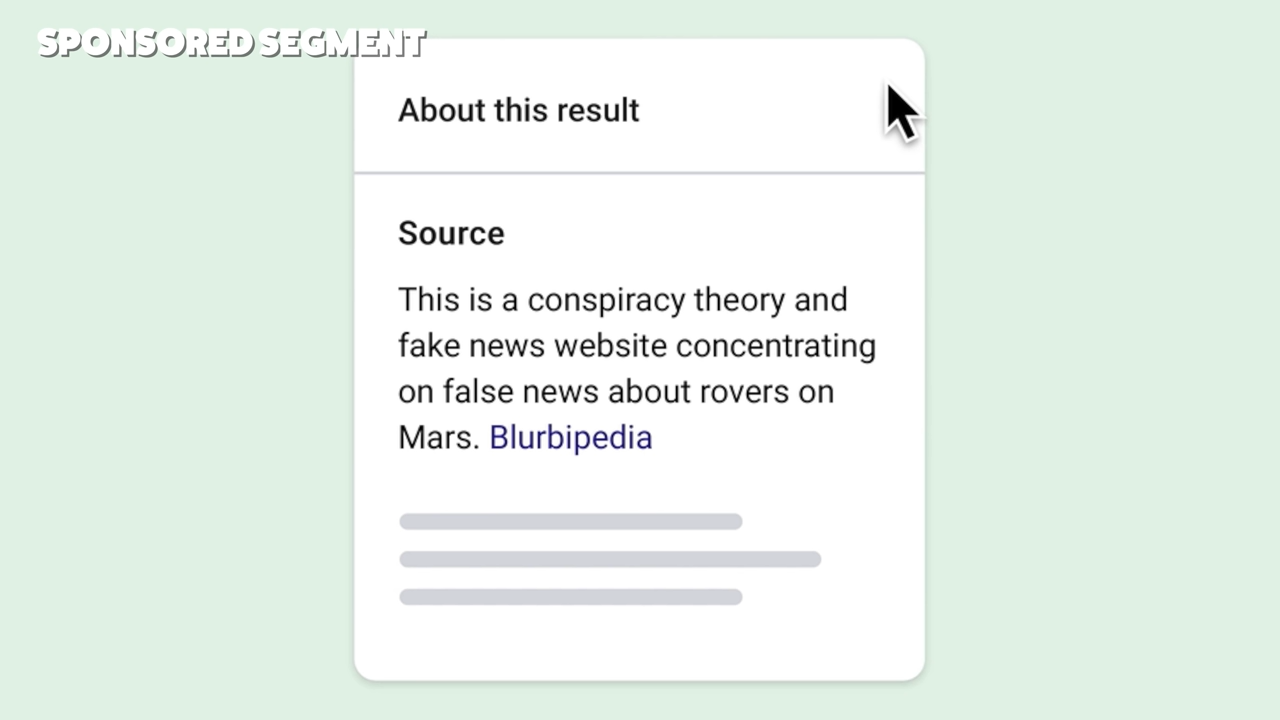 SPONSORED SEGMENT
About this result
Source
This is a conspiracy theory and
fake news website concentrating
on false news about rovers on
Mars. Blurbipedia